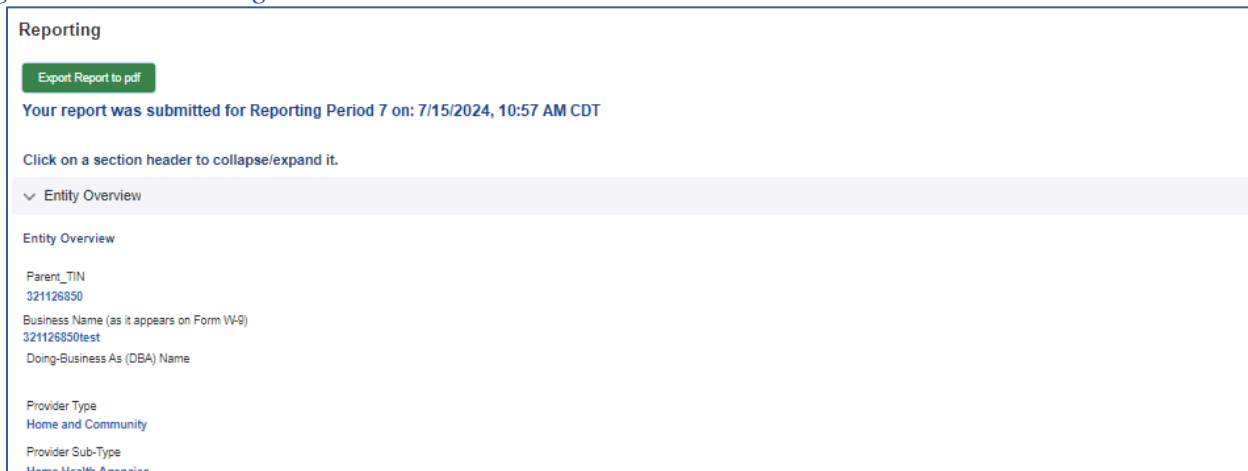 Reporting
Export Report to pdf
Your report was submitted for Reporting Period 7 on: 7/15/2024, 10:57 AM CDT
Click on a section header to collapse/expand it.
Entity Overview
Entity Overview
Parent_TIN
321126850
Business Name (as it appears on Form W-9)
321126850test
Doing-Business As (DBA) Name
Provider Type
Home and Community
Provider Sub-Type
Home Health Agencies